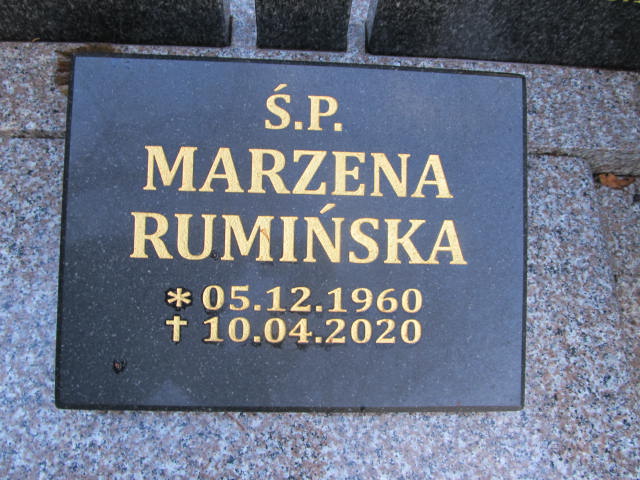 Ś.P.
MARZENA
RUMIŃSKA
* 05.12.1960
† 10.04.2020